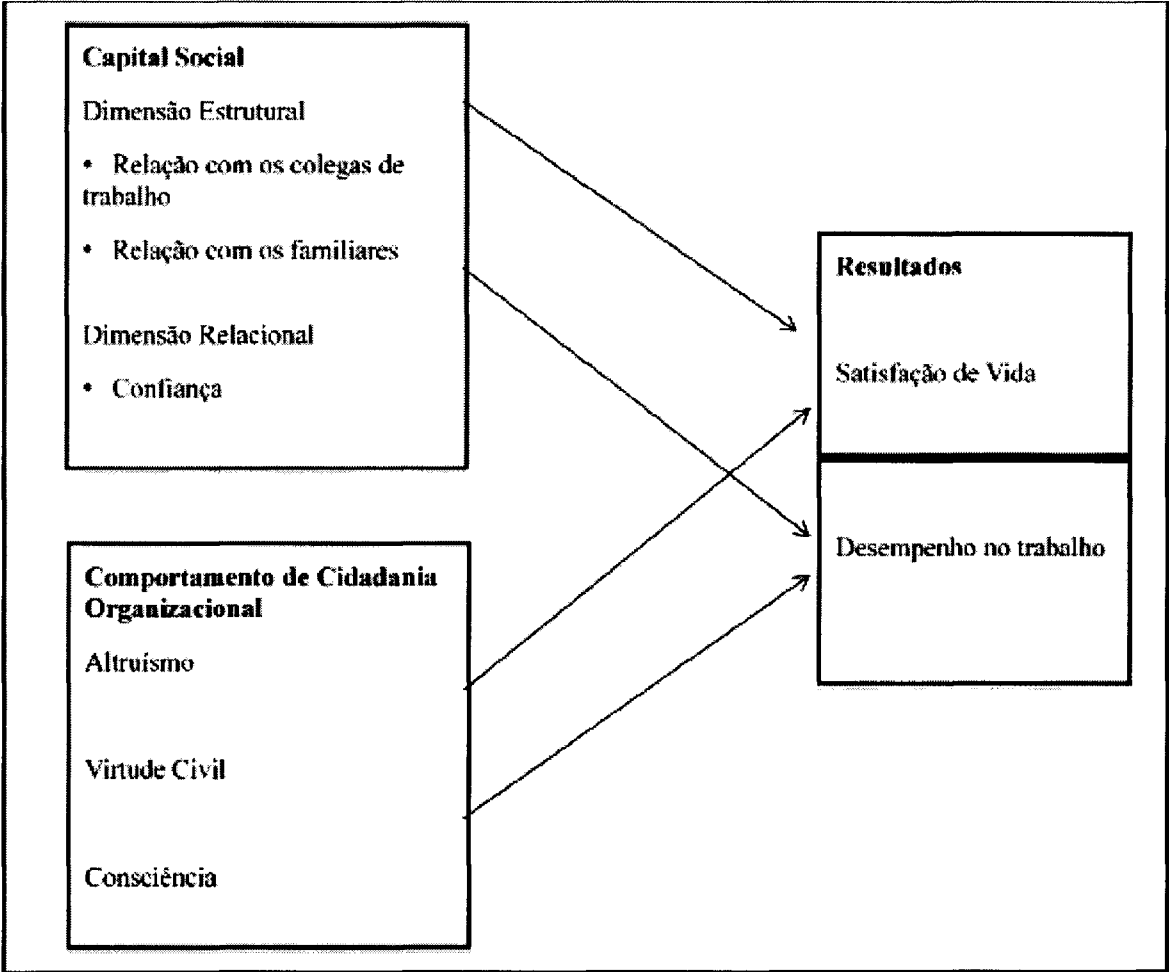 Capital Social
Dimensão Estrutural
• Relação com os colegas de
trabalho
• Relação com os familiares
Dimensão Relacional
• Confiança
Comportamento de Cidadania
Organizacional
Altruísmo
Virtude Civil
Consciência
Resultados
Satisfação de Vida
Desempenho no trabalho